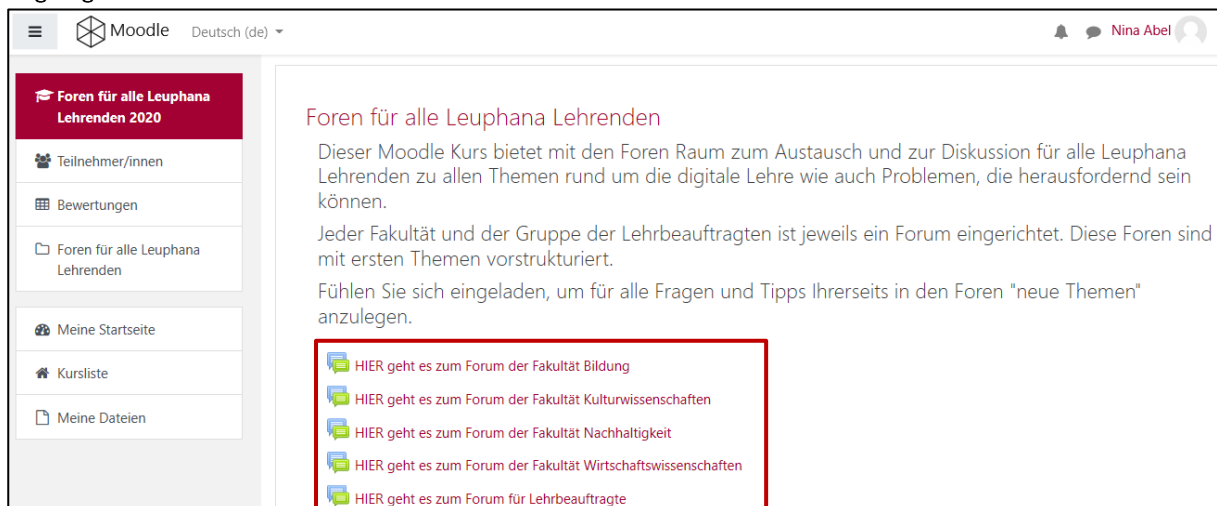 Moodle Deutsch (de)
Nina Abel
Foren für alle Leuphana
Lehrenden 2020
Teilnehmer/innen
Bewertungen
Foren für alle Leuphana
Lehrenden
Meine Startseite
Kursliste
Meine Dateien
Foren für alle Leuphana Lehrenden
Dieser Moodle Kurs bietet mit den Foren Raum zum Austausch und zur Diskussion für alle Leuphana
Lehrenden zu allen Themen rund um die digitale Lehre wie auch Problemen, die herausfordernd sein
können.
Jeder Fakultät und der Gruppe der Lehrbeauftragten ist jeweils ein Forum eingerichtet. Diese Foren sind
mit ersten Themen vorstrukturiert.
Fühlen Sie sich eingeladen, um für alle Fragen und Tipps Ihrerseits in den Foren "neue Themen"
anzulegen.
HIER geht es zum Forum der Fakultät Bildung
HIER geht es zum Forum der Fakultät Kulturwissenschaften
HIER geht es zum Forum der Fakultät Nachhaltigkeit
HIER geht es zum Forum der Fakultät Wirtschaftswissenschaften
HIER geht es zum Forum für Lehrbeauftragte